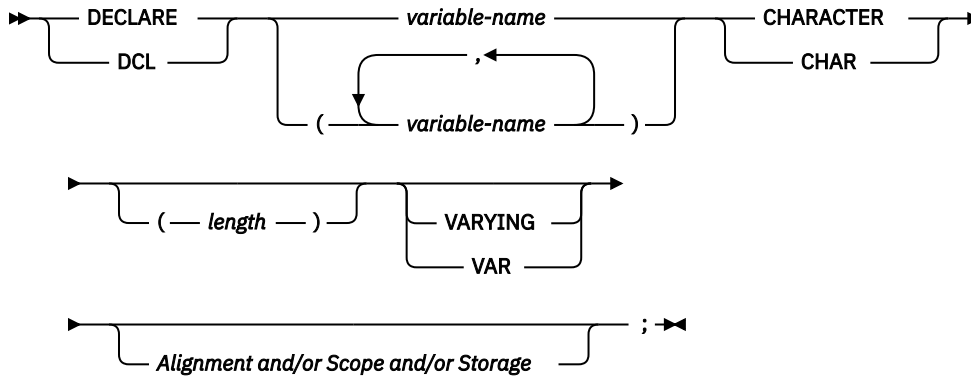 DECLARE variable-name CHARACTER
DCL , CHAR
( variable-name )
( length ) VARYING
VAR
;
Alignment and/or Scope and/or Storage